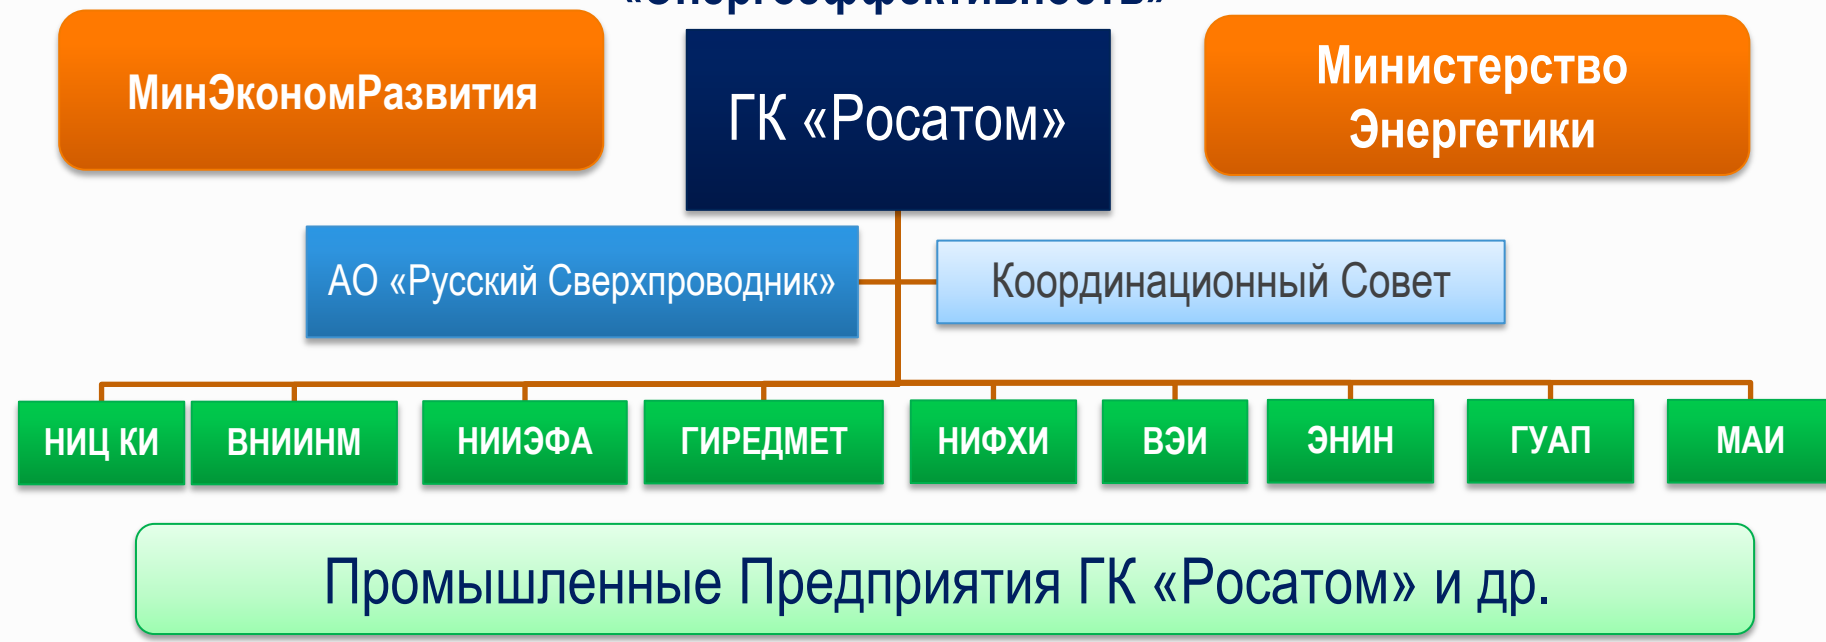 «Энергоэффективность»
МинЭкономРазвития
ГК «Росатом»
Министерство
Энергетики
АО «Русский Сверхпроводник»
Координационный Совет
НИЦ КИ
ВНИИНМ
НИИЭФА
ГИРЕДМЕТ
НИФХИ
ВЭИ
ЭНИН
ГУАП
МАИ
Промышленные Предприятия ГК «Росатом» и др.